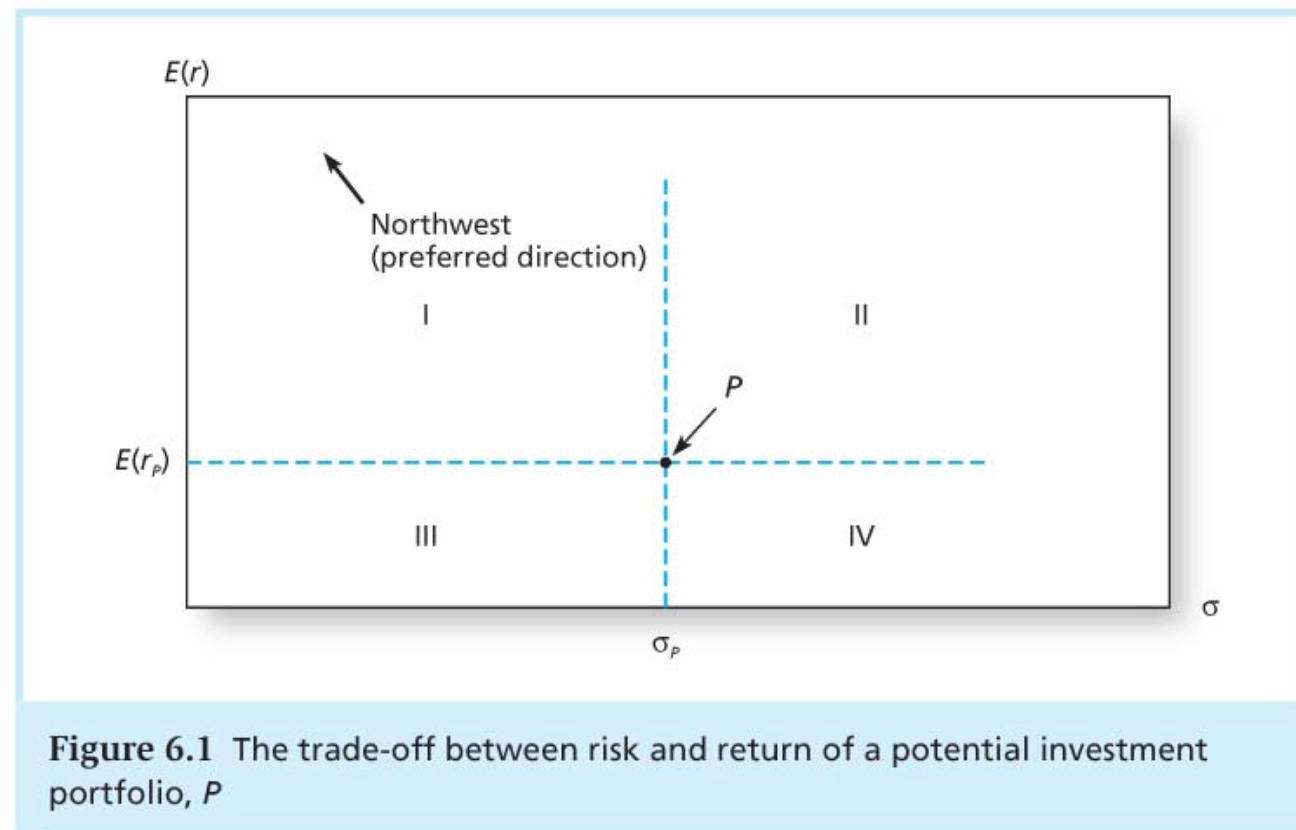 E(r)
Northwest
(preferred direction)
I
II
P
E(r_P)
III
IV
σ
σ_P
Figure 6.1 The trade-off between risk and return of a potential investment
portfolio, P